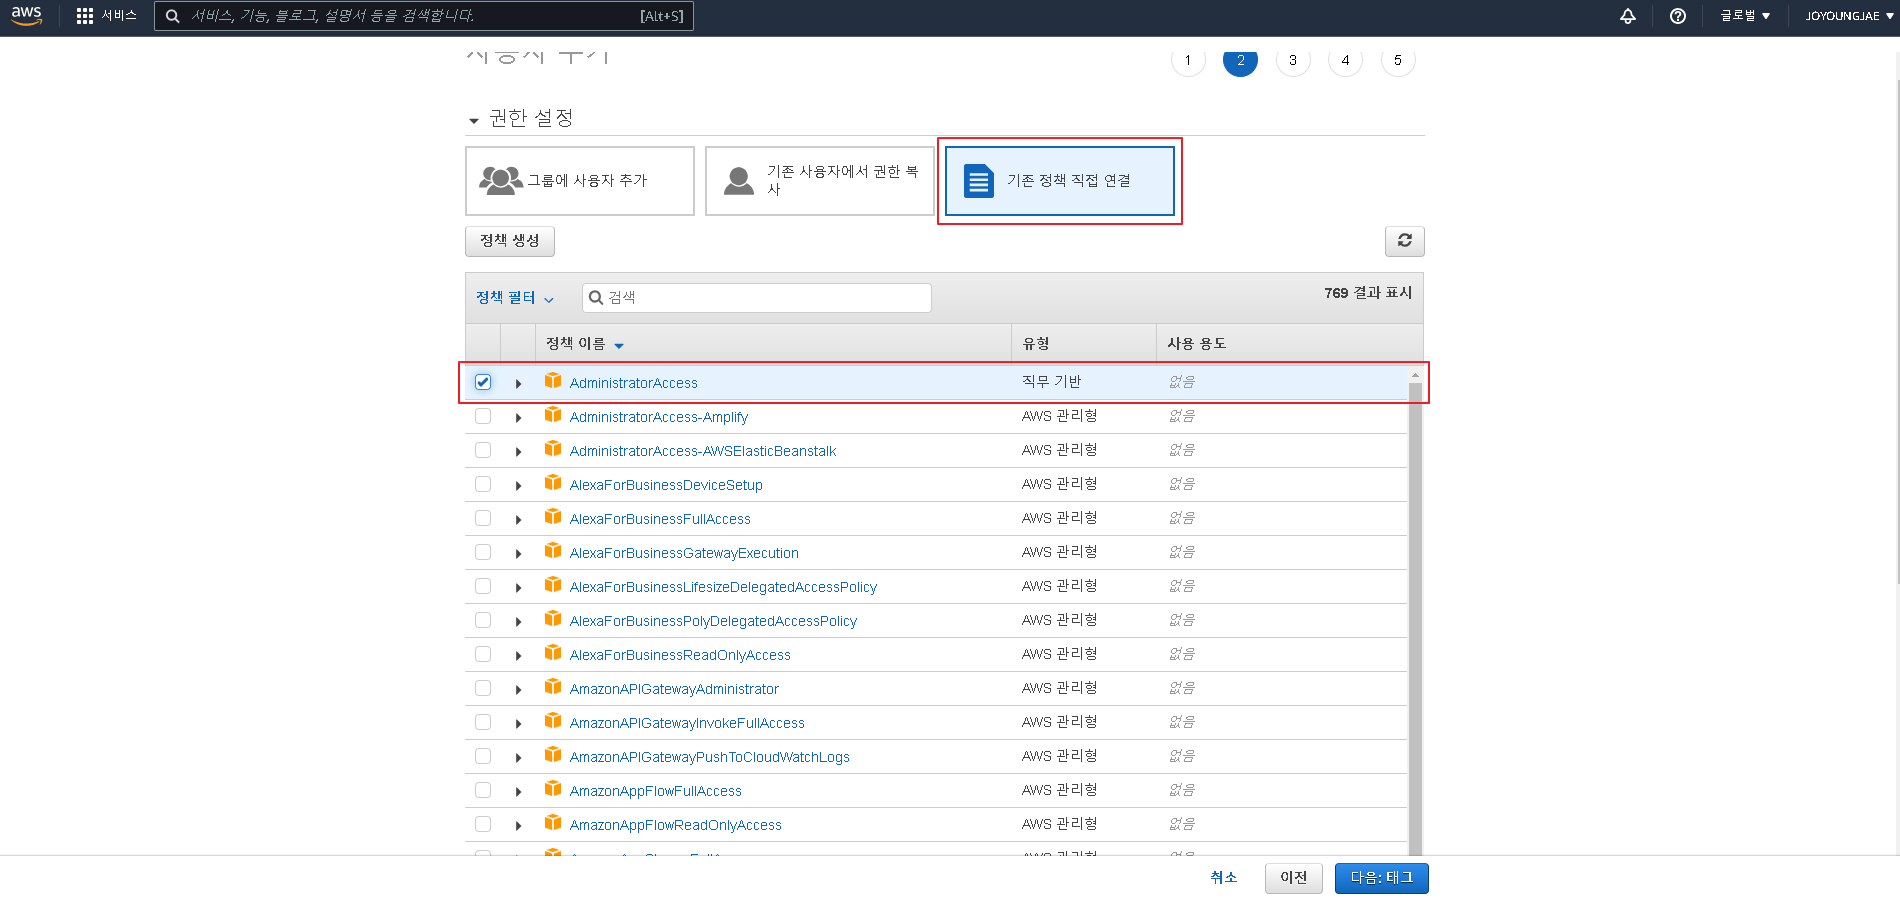 aws
서비스
서비스, 기능, 블로그, 설명서 등을 검색합니다.
[Alt+S]
글로벌
JOYOUNGJAE
사용자 추가
1
2
3
4
5
권한 설정
그룹에 사용자 추가
기존 사용자에서 권한 복
사
기존 정책 직접 연결
정책 생성
정책 필터
검색
769 결과 표시
정책 이름
유형
사용 용도
AdministratorAccess 직무 기반 없음
AdministratorAccess-Amplify AWS 관리형 없음
AdministratorAccess-AWSElasticBeanstalk AWS 관리형 없음
AlexaForBusinessDeviceSetup AWS 관리형 없음
AlexaForBusinessFullAccess AWS 관리형 없음
AlexaForBusinessGatewayExecution AWS 관리형 없음
AlexaForBusinessLifesizeDelegatedAccessPolicy AWS 관리형 없음
AlexaForBusinessPolyDelegatedAccessPolicy AWS 관리형 없음
AlexaForBusinessReadOnlyAccess AWS 관리형 없음
AmazonAPIGatewayAdministrator AWS 관리형 없음
AmazonAPIGatewayInvokeFullAccess AWS 관리형 없음
AmazonAPIGatewayPushToCloudWatchLogs AWS 관리형 없음
AmazonAppFlowFullAccess AWS 관리형 없음
AmazonAppFlowReadOnlyAccess AWS 관리형 없음
취소
이전
다음: 태그